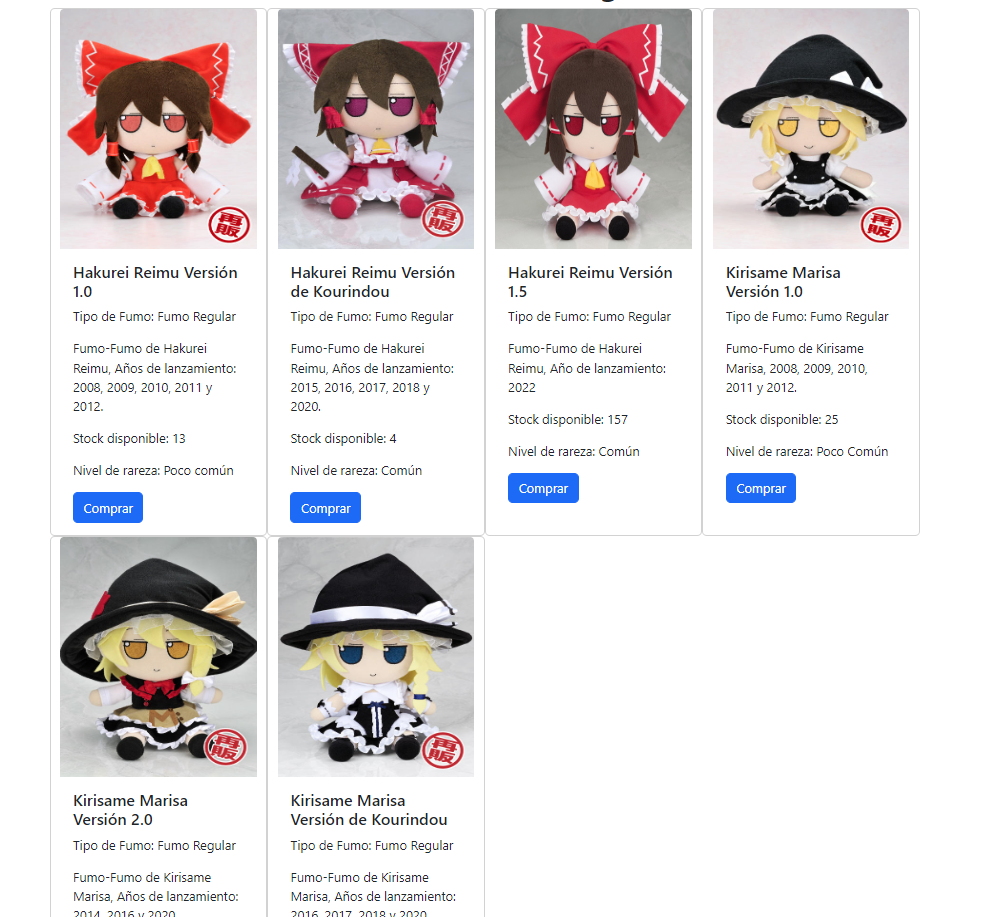 再販
再販
再販
Hakurei Reimu Versión
1.0
Tipo de Fumo: Fumo Regular
Fumo-Fumo de Hakurei
Reimu, Años de lanzamiento:
2008, 2009, 2010, 2011 y
2012.
Stock disponible: 13
Nivel de rareza: Poco común
Comprar
Hakurei Reimu Versión
de Kourindou
Tipo de Fumo: Fumo Regular
Fumo-Fumo de Hakurei
Reimu, Años de lanzamiento:
2015, 2016, 2017, 2018 y
2020.
Stock disponible: 4
Nivel de rareza: Común
Comprar
Hakurei Reimu Versión
1.5
Tipo de Fumo: Fumo Regular
Fumo-Fumo de Hakurei
Reimu, Año de lanzamiento:
2022
Stock disponible: 157
Nivel de rareza: Común
Comprar
Kirisame Marisa
Versión 1.0
Tipo de Fumo: Fumo Regular
Fumo-Fumo de Kirisame
Marisa, 2008, 2009, 2010,
2011 y 2012.
Stock disponible: 25
Nivel de rareza: Poco Común
Comprar
再販
再販
Kirisame Marisa
Versión 2.0
Tipo de Fumo: Fumo Regular
Fumo-Fumo de Kirisame
Marisa, Años de lanzamiento:
2014, 2016 y 2020
Kirisame Marisa
Versión de Kourindou
Tipo de Fumo: Fumo Regular
Fumo-Fumo de Kirisame
Marisa, Años de lanzamiento:
2016, 2017, 2018 y 2020